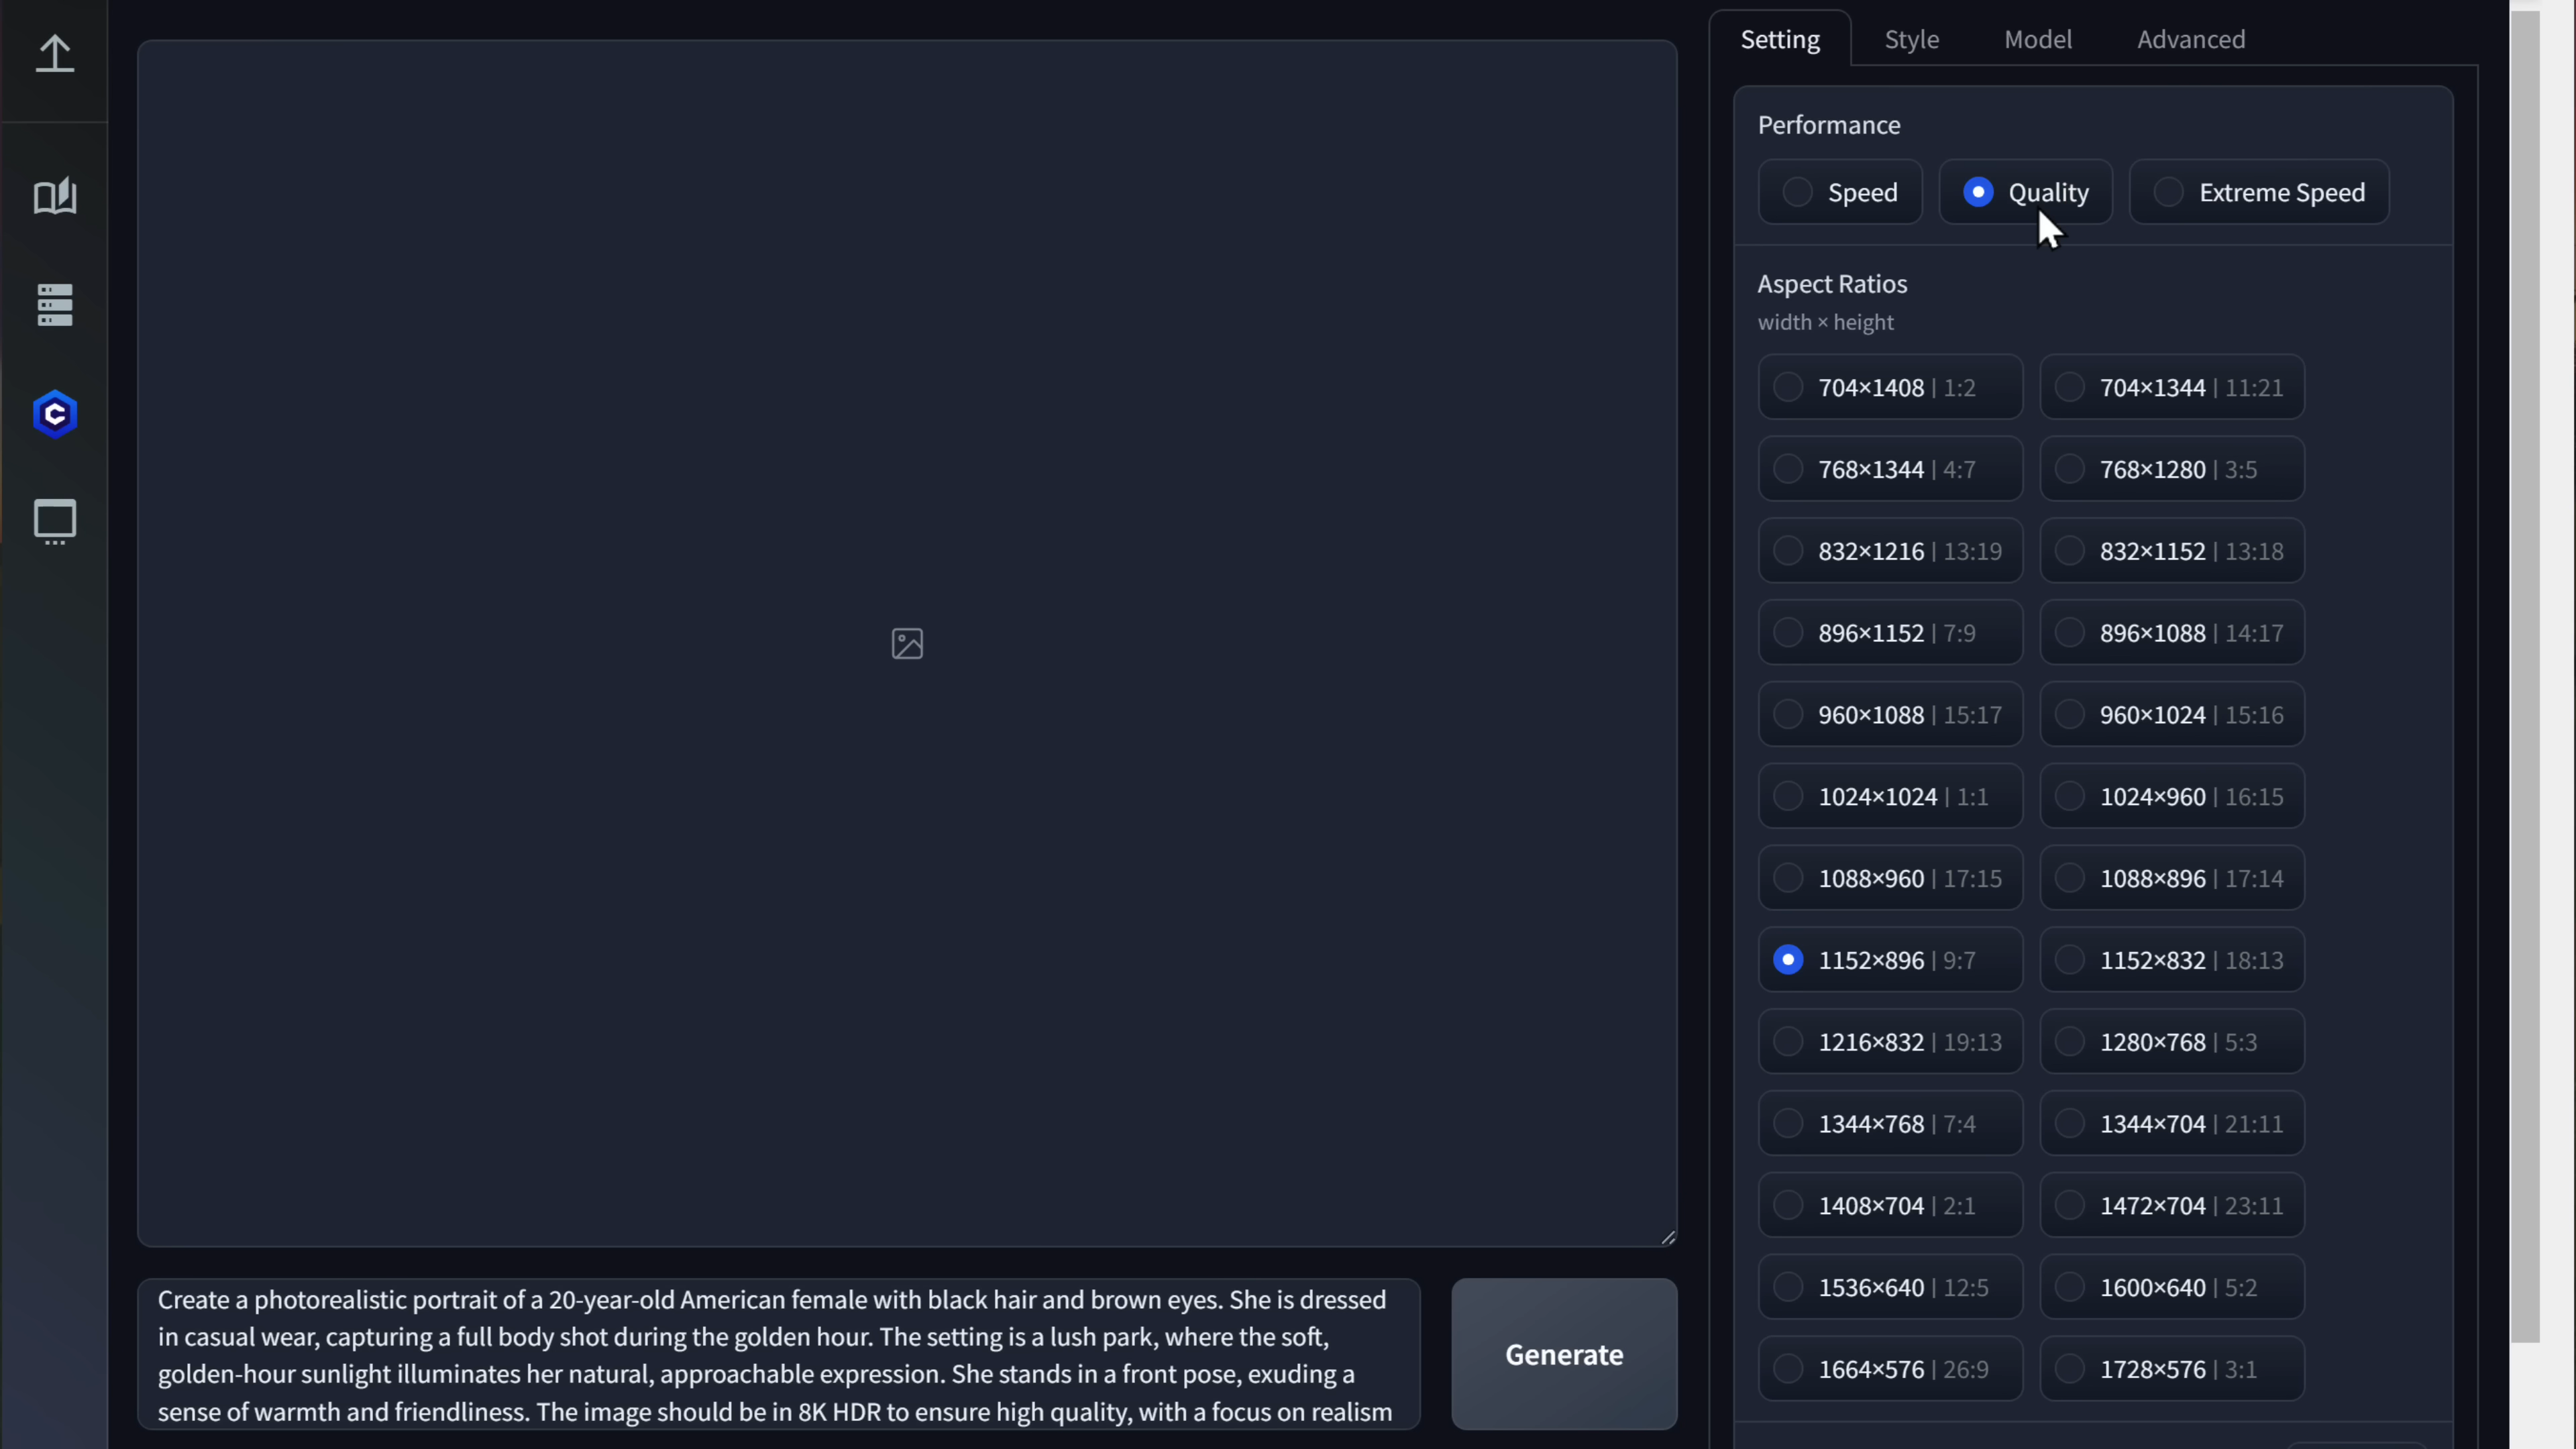 Setting Style Model Advanced
Performance
Speed Quality Extreme Speed
Aspect Ratios
width × height
704×1408 | 1:2 704×1344 | 11:21
768×1344 | 4:7 768×1280 | 3:5
832×1216 | 13:19 832×1152 | 13:18
896×1152 | 7:9 896×1088 | 14:17
960×1088 | 15:17 960×1024 | 15:16
1024×1024 | 1:1 1024×960 | 16:15
1088×960 | 17:15 1088×896 | 17:14
1152×896 | 9:7 1152×832 | 18:13
1216×832 | 19:13 1280×768 | 5:3
1344×768 | 7:4 1344×704 | 21:11
1408×704 | 2:1 1472×704 | 23:11
1536×640 | 12:5 1600×640 | 5:2
1664×576 | 26:9 1728×576 | 3:1
Create a photorealistic portrait of a 20-year-old American female with black hair and brown eyes. She is dressed
in casual wear, capturing a full body shot during the golden hour. The setting is a lush park, where the soft,
golden-hour sunlight illuminates her natural, approachable expression. She stands in a front pose, exuding a
sense of warmth and friendliness. The image should be in 8K HDR to ensure high quality, with a focus on realism
Generate
C